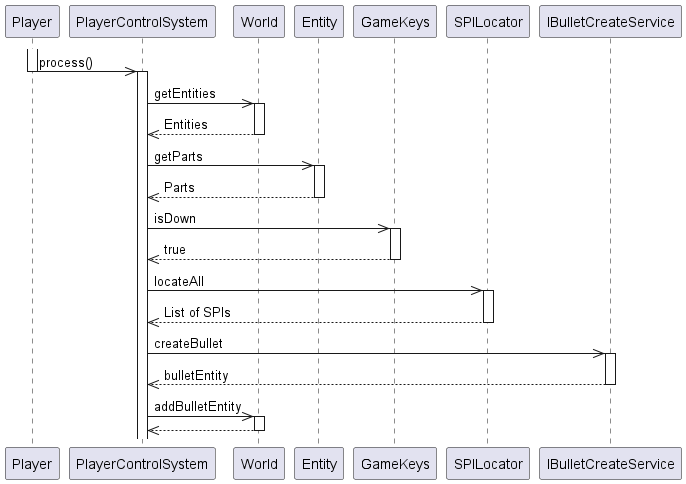 Player PlayerControlSystem World Entity GameKeys SPILocator IBulletCreateService
process()
getEntities
Entities
getParts
Parts
isDown
true
locateAll
List of SPIs
createBullet
bulletEntity
addBulletEntity
Player PlayerControlSystem World Entity GameKeys SPILocator IBulletCreateService